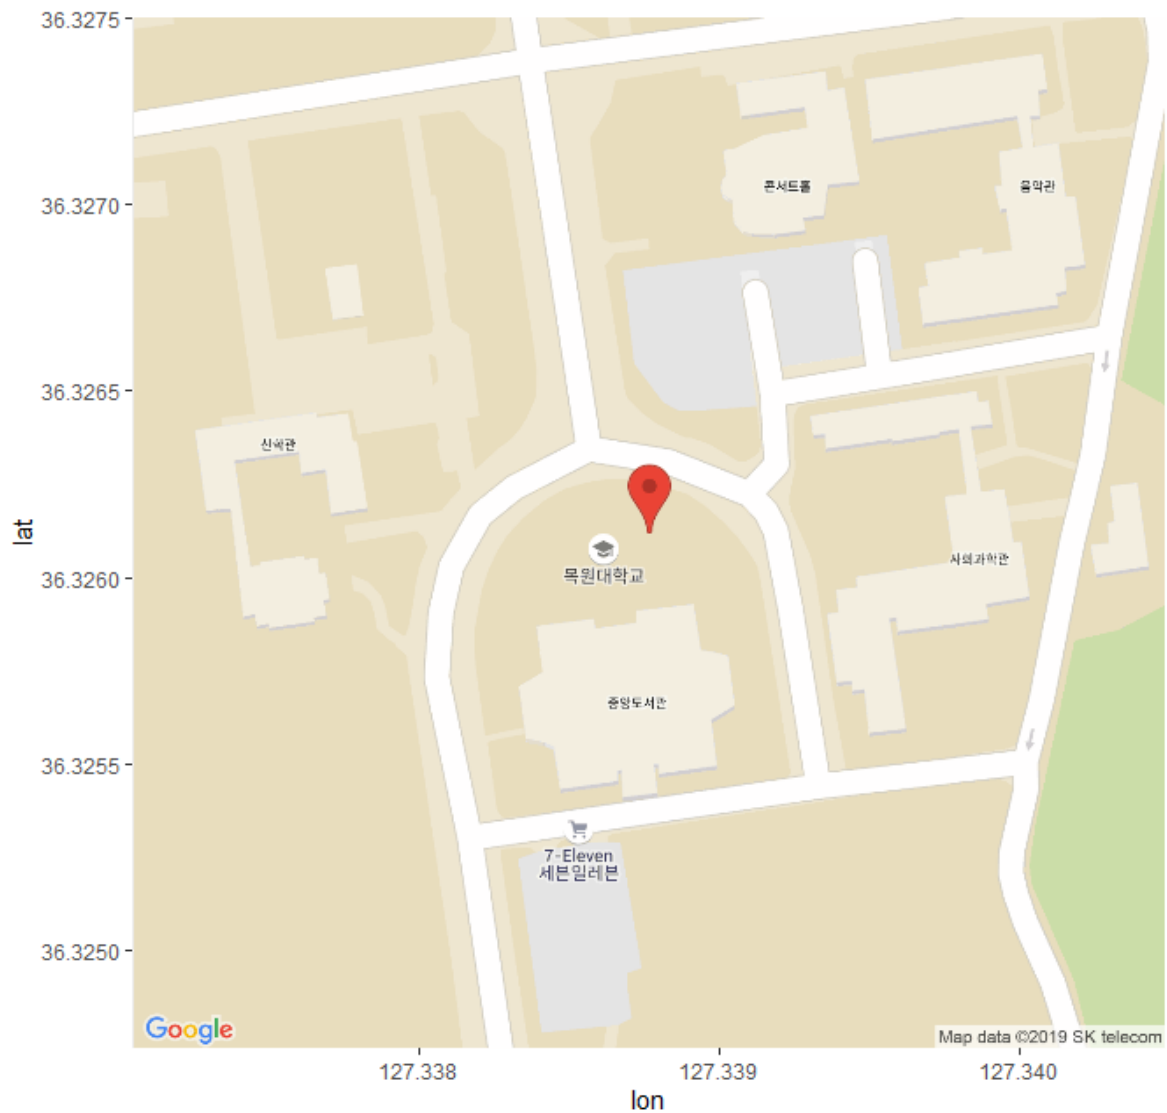 36.3275
36.3270
36.3265
36.3260
36.3255
36.3250
lat
콘서트홀
음악관
신학관
목원대학교
사회과학관
중앙도서관
7-Eleven
세븐일레븐
Google
Map data ©2019 SK telecom
127.338
127.339
127.340
lon